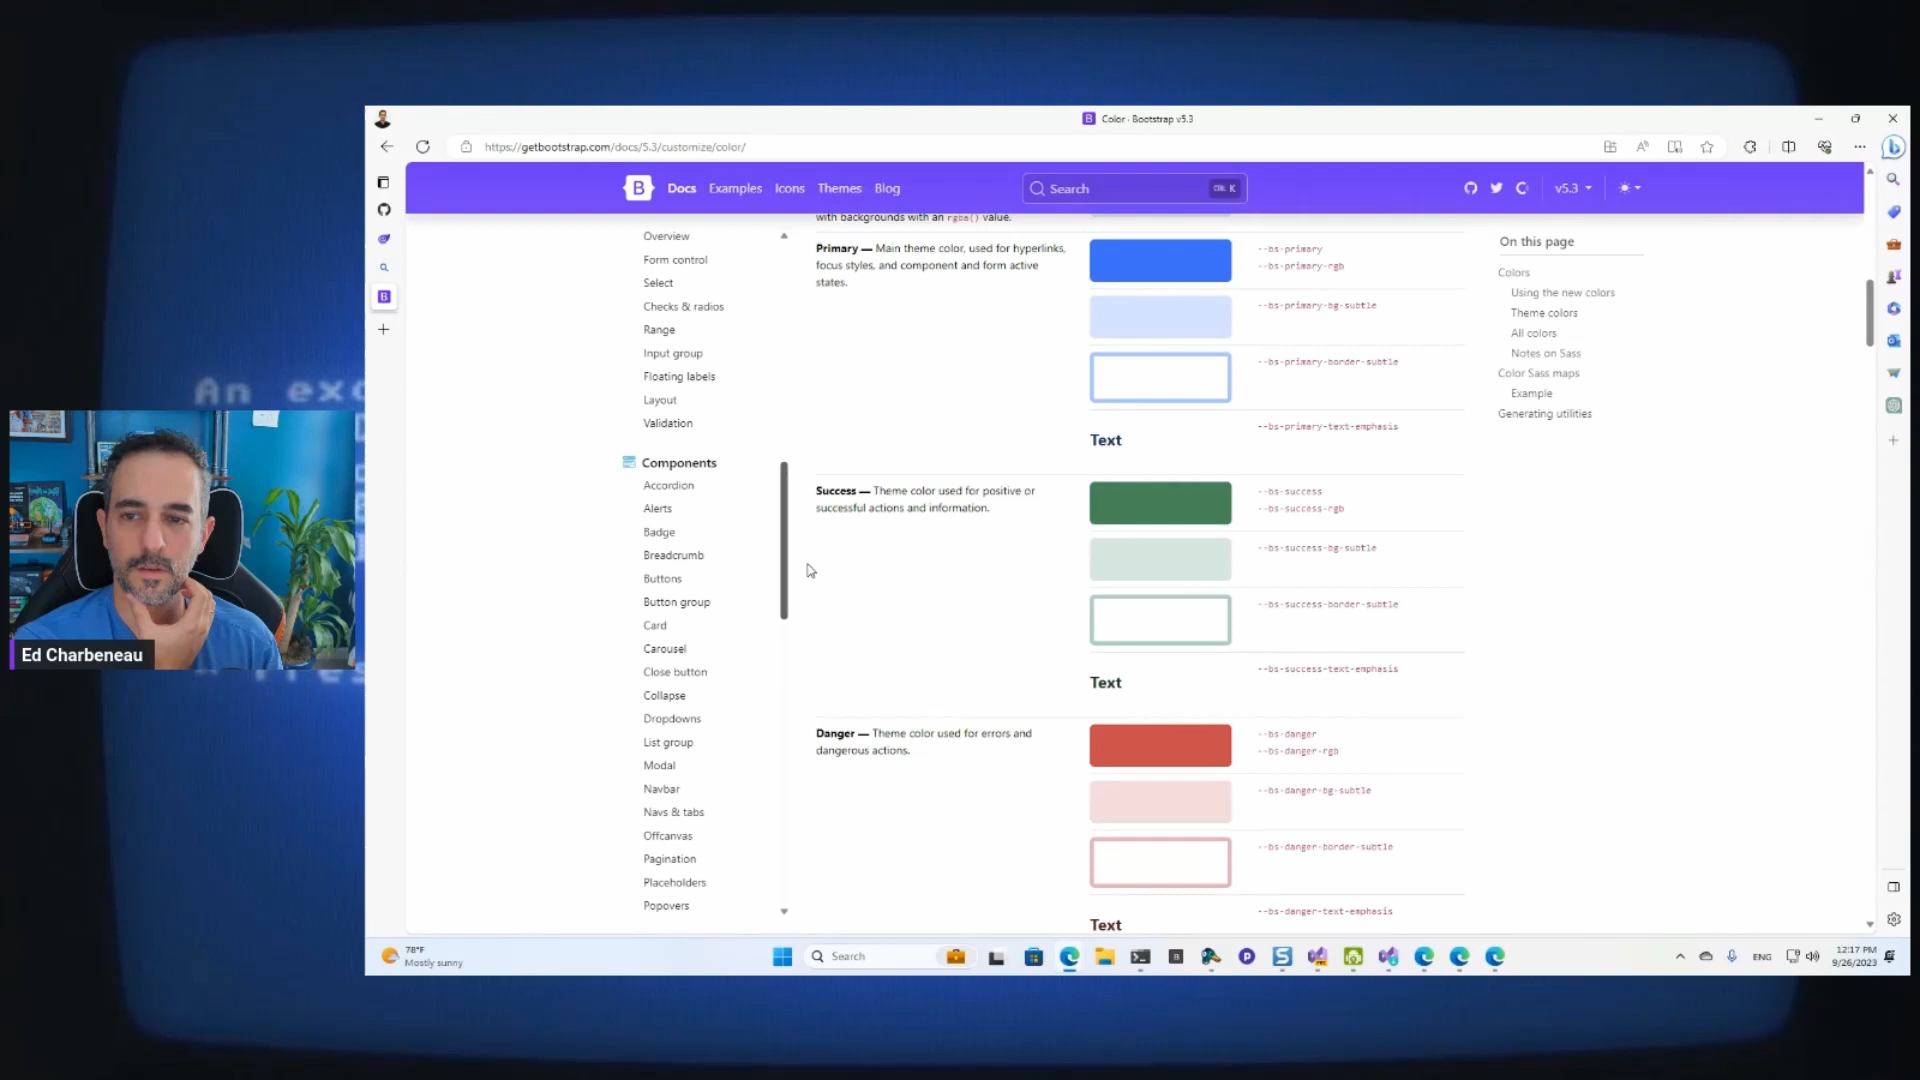 An exc
Ed Charbeneau
Color · Bootstrap v5.3
https://getbootstrap.com/docs/5.3/customize/color/
B
Docs
Examples
Icons
Themes
Blog
Search
CTRL K
v5.3
with backgrounds with an rgba() value.
Overview
Form control
Select
Checks & radios
Range
Input group
Floating labels
Layout
Validation
Components
Accordion
Alerts
Badge
Breadcrumb
Buttons
Button group
Card
Carousel
Close button
Collapse
Dropdowns
List group
Modal
Navbar
Navs & tabs
Offcanvas
Pagination
Placeholders
Popovers
Primary — Main theme color, used for hyperlinks,
focus styles, and component and form active
states.
--bs-primary
--bs-primary-rgb
--bs-primary-bg-subtle
--bs-primary-border-subtle
Text
--bs-primary-text-emphasis
Success — Theme color used for positive or
successful actions and information.
--bs-success
--bs-success-rgb
--bs-success-bg-subtle
--bs-success-border-subtle
Text
--bs-success-text-emphasis
Danger — Theme color used for errors and
dangerous actions.
--bs-danger
--bs-danger-rgb
--bs-danger-bg-subtle
--bs-danger-border-subtle
Text
--bs-danger-text-emphasis
On this page
Colors
Using the new colors
Theme colors
All colors
Notes on Sass
Color Sass maps
Example
Generating utilities
78°F
Mostly sunny
Search
ENG
12:17 PM
9/26/2023